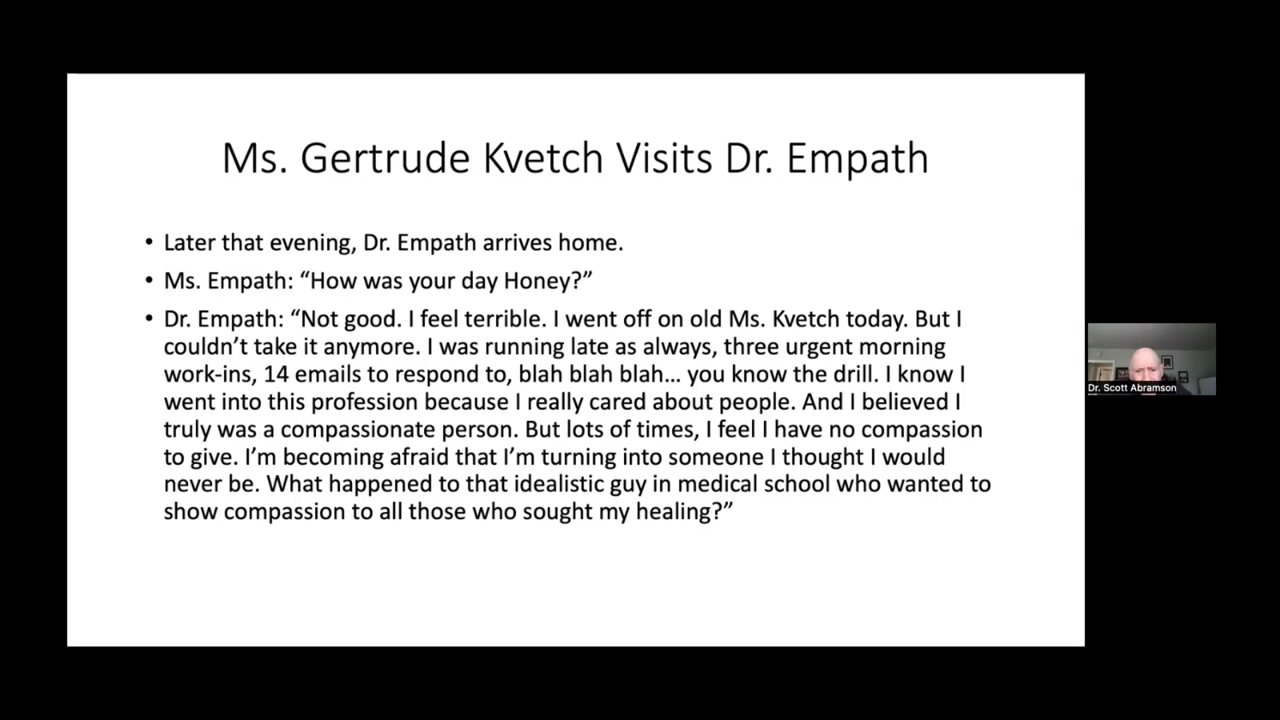 Ms. Gertrude Kvetch Visits Dr. Empath
• Later that evening, Dr. Empath arrives home.
• Ms. Empath: “How was your day Honey?”
• Dr. Empath: “Not good. I feel terrible. I went off on old Ms. Kvetch today. But I
couldn’t take it anymore. I was running late as always, three urgent morning
work-ins, 14 emails to respond to, blah blah blah… you know the drill. I know I
went into this profession because I really cared about people. And I believed I
truly was a compassionate person. But lots of times, I feel I have no compassion
to give. I’m becoming afraid that I’m turning into someone I thought I would
never be. What happened to that idealistic guy in medical school who wanted to
show compassion to all those who sought my healing?”
Dr. Scott Abramson